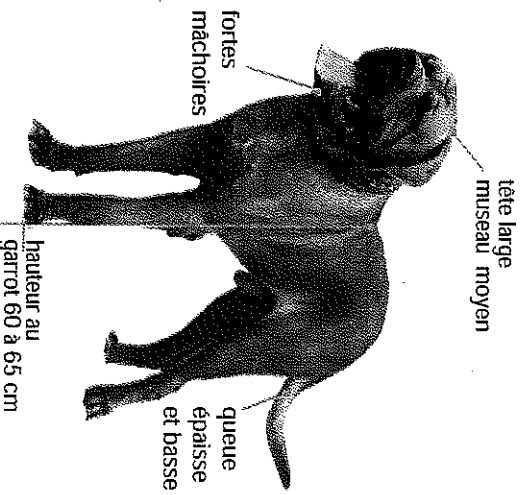 tête large
museau moyen
fortes
mâchoires
hauteur au
garrot 60 à 65 cm
queue
épaisse
et basse